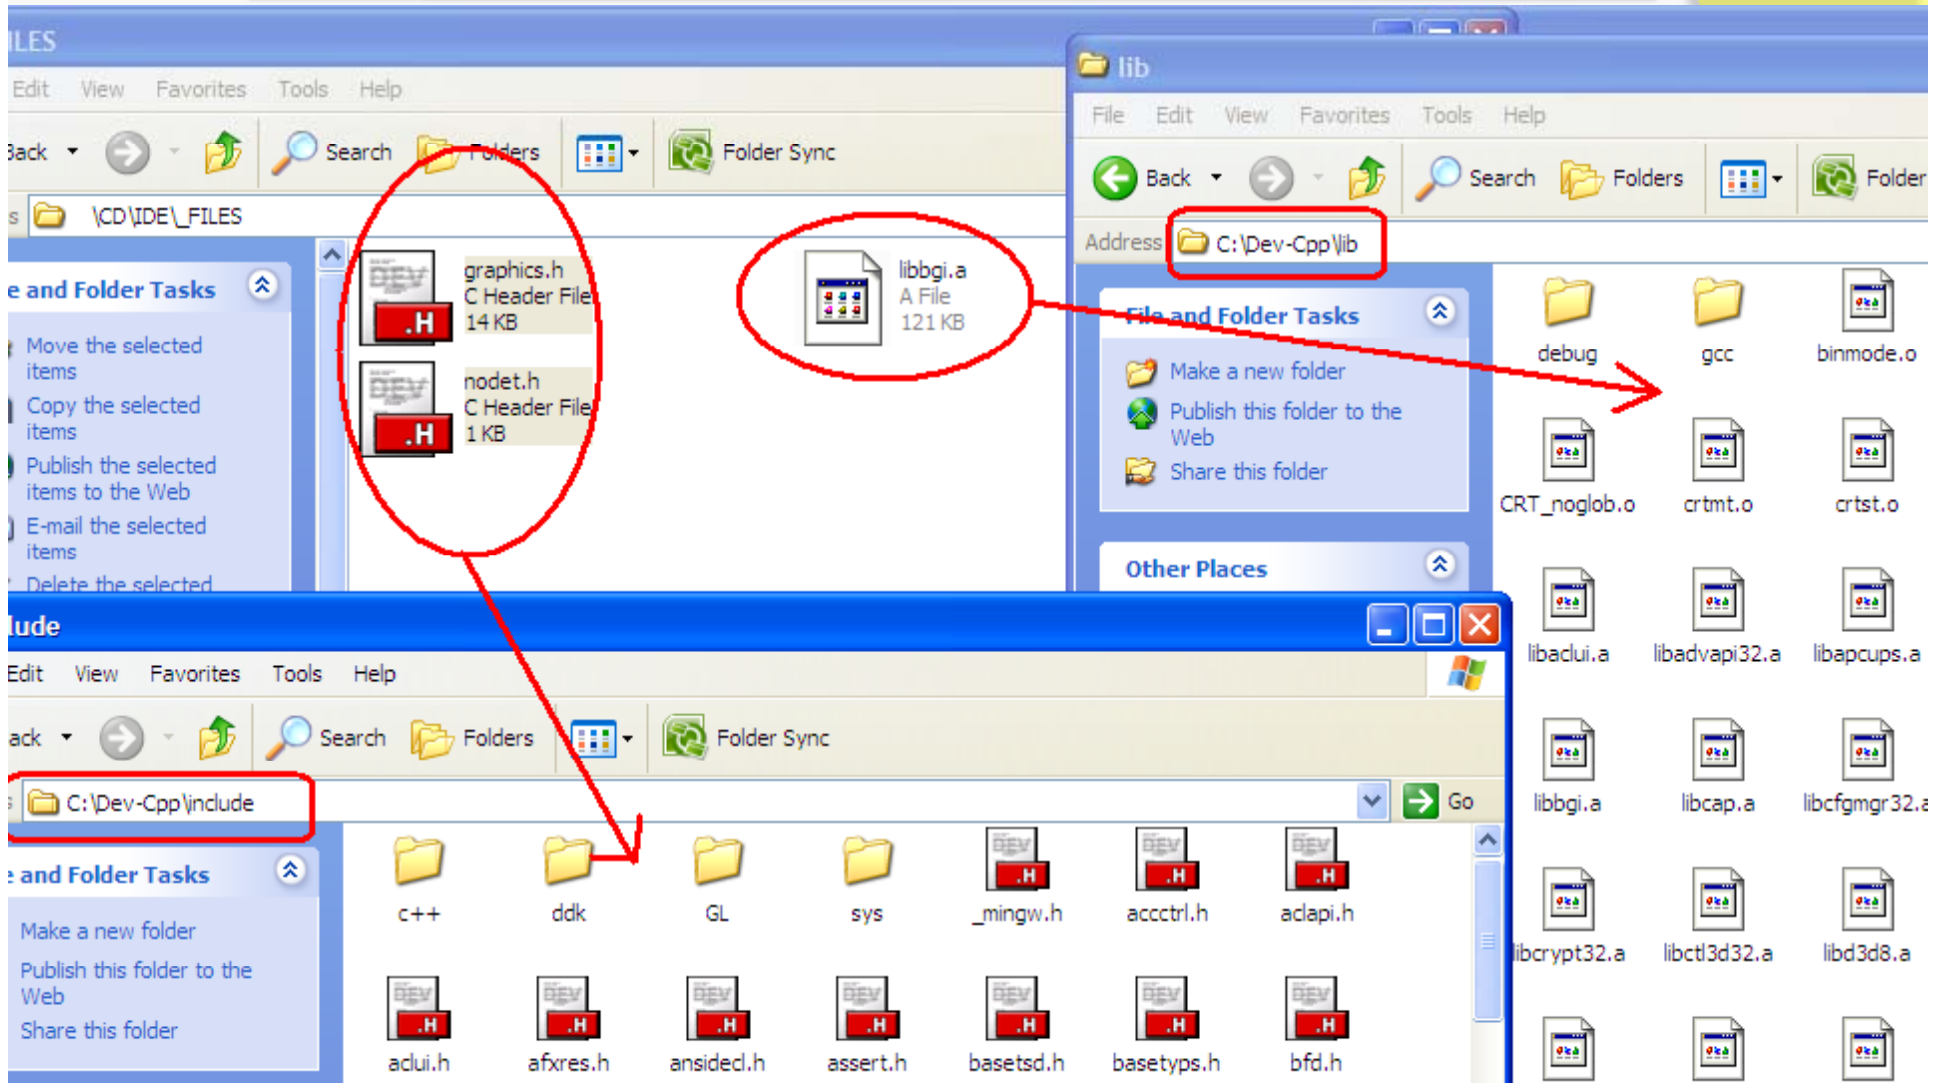 ILES
Edit View Favorites Tools Help
Back Search Folders Folder Sync
s \CD\IDE\_FILES
e and Folder Tasks
Move the selected
items
Copy the selected
items
Publish the selected
items to the Web
E-mail the selected
items
Delete the selected
graphics.h
C Header File
14 KB
nodet.h
C Header File
1 KB
libbgi.a
A File
121 KB
lib
File Edit View Favorites Tools Help
Back Search Folders Folder
Address C:\Dev-Cpp\lib
File and Folder Tasks
Make a new folder
Publish this folder to the
Web
Share this folder
Other Places
debug gcc binmode.o
CRT_noglob.o crtmt.o crtst.o
libaclui.a libadvapi32.a libapcups.a
libbgi.a libcap.a libcfgmgr32.a
libcrypt32.a libctl3d32.a libd3d8.a
lude
Edit View Favorites Tools Help
ack Search Folders Folder Sync
s C:\Dev-Cpp\include Go
e and Folder Tasks
Make a new folder
Publish this folder to the
Web
Share this folder
c++ ddk GL sys _mingw.h accctrl.h aclapi.h
aclui.h afxres.h ansidecl.h assert.h basetsd.h basetyps.h bfd.h